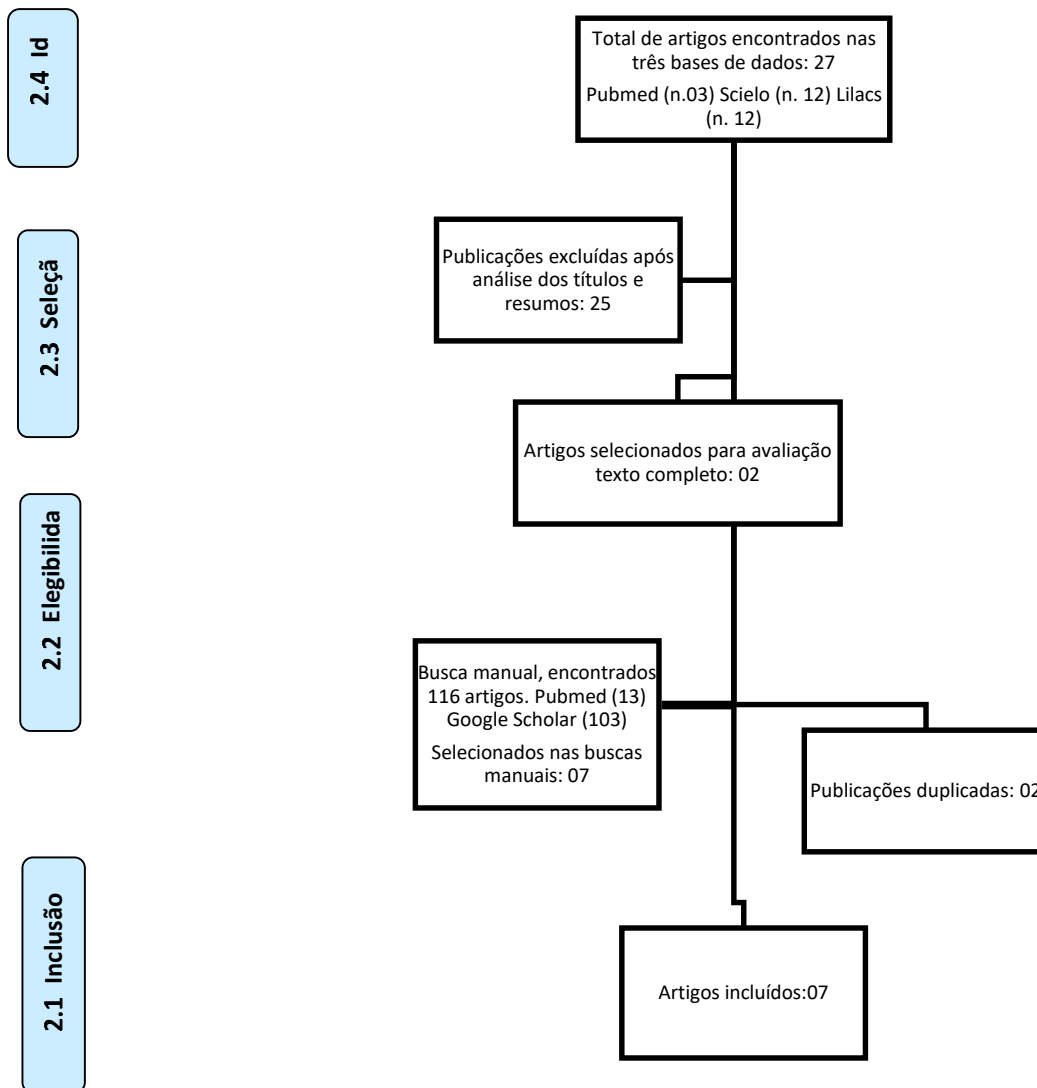 2.4 Id
Total de artigos encontrados nas
três bases de dados: 27
Pubmed (n.03) Scielo (n. 12) Lilacs
(n. 12)
2.3 Seleçã
Publicações excluídas após
análise dos títulos e
resumos: 25
Artigos selecionados para avaliação
texto completo: 02
2.2 Elegibilida
Busca manual, encontrados
116 artigos. Pubmed (13)
Google Scholar (103)
Selecionados nas buscas
manuais: 07
Publicações duplicadas: 02
2.1 Inclusão
Artigos incluídos:07